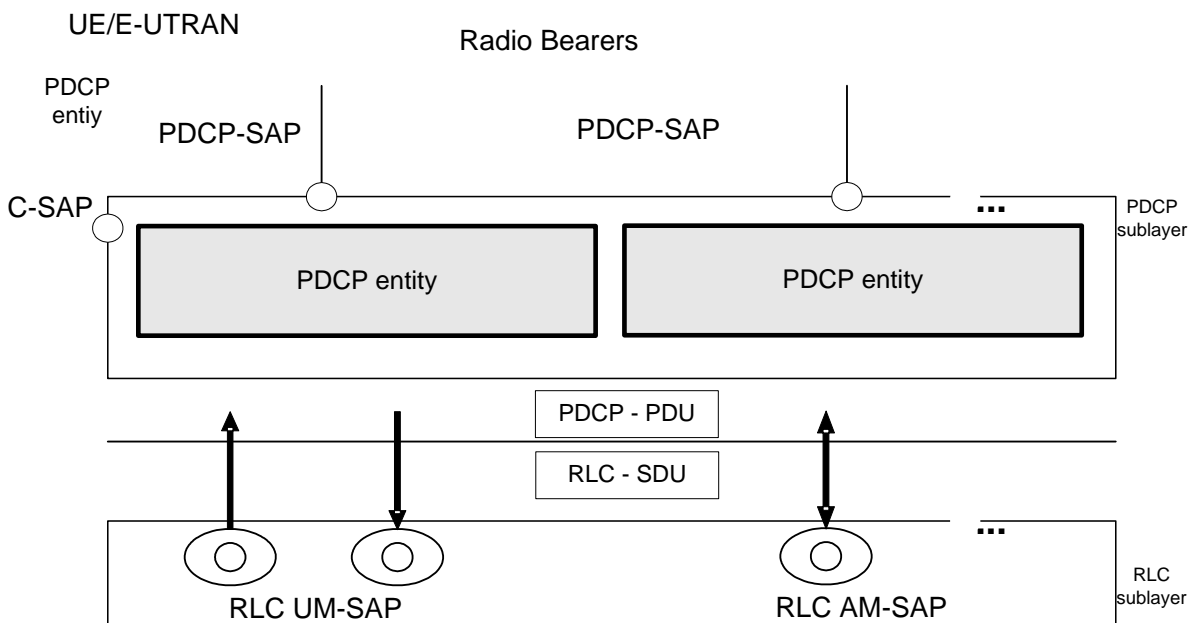 UE/E-UTRAN
Radio Bearers
PDCP
entiy
PDCP-SAP
PDCP-SAP
C-SAP
...
PDCP
sublayer
PDCP entity
PDCP entity
PDCP - PDU
RLC - SDU
...
RLC UM-SAP
RLC AM-SAP
RLC
sublayer